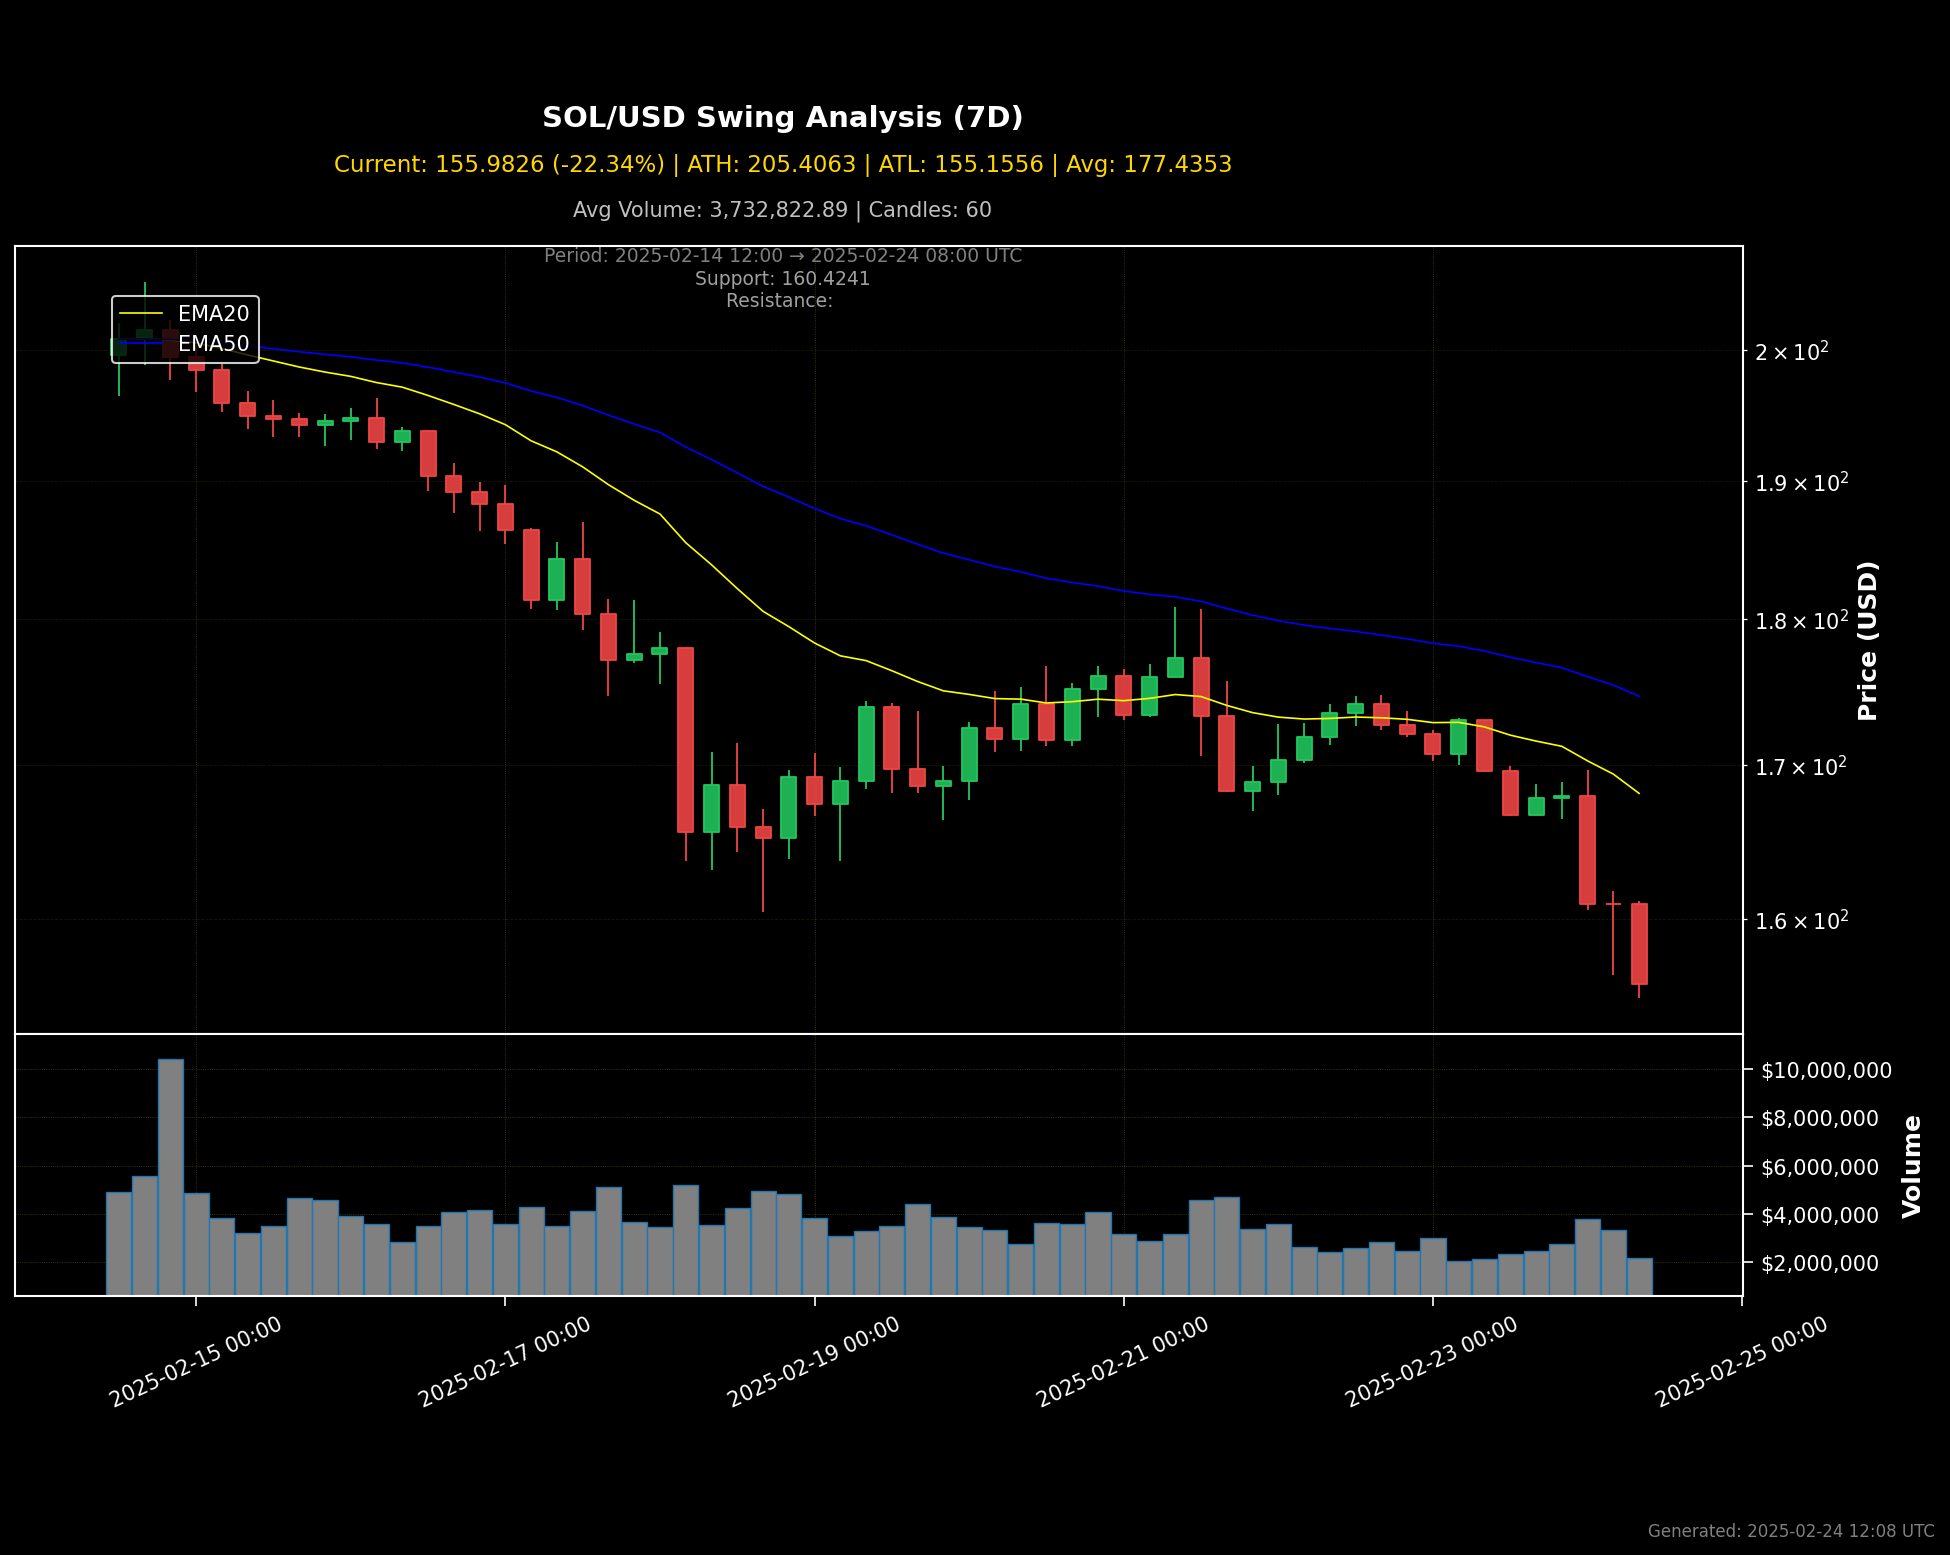 SOL/USD Swing Analysis (7D)
Current: 155.9826 (-22.34%) | ATH: 205.4063 | ATL: 155.1556 | Avg: 177.4353
Avg Volume: 3,732,822.89 | Candles: 60
Period: 2025-02-14 12:00 → 2025-02-24 08:00 UTC
Support: 160.4241
Resistance:
EMA20
EMA50
2 × 10²
1.9 × 10²
1.8 × 10²
1.7 × 10²
1.6 × 10²
Price (USD)
$10,000,000
$8,000,000
$6,000,000
$4,000,000
$2,000,000
Volume
2025-02-15 00:00
2025-02-17 00:00
2025-02-19 00:00
2025-02-21 00:00
2025-02-23 00:00
2025-02-25 00:00
Generated: 2025-02-24 12:08 UTC